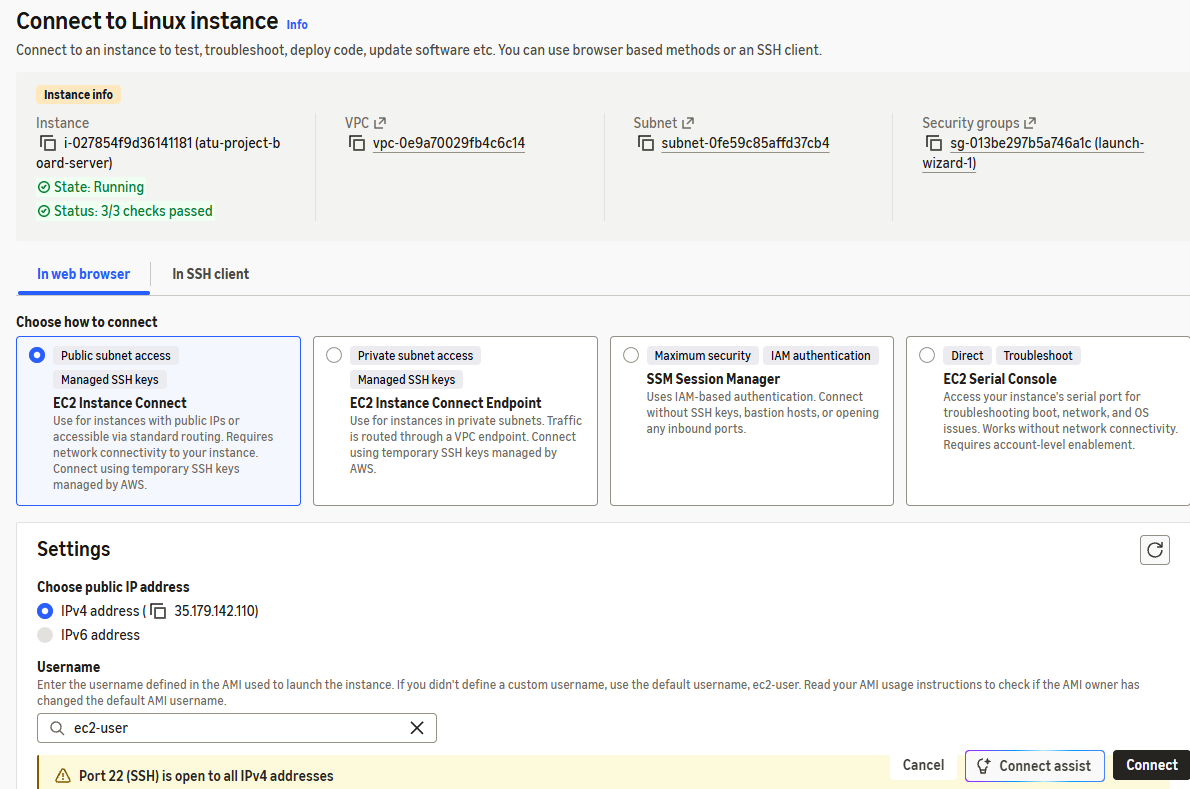 Connect to Linux instance Info
Connect to an instance to test, troubleshoot, deploy code, update software etc. You can use browser based methods or an SSH client.
Instance info
Instance
i-027854f9d36141181 (atu-project-b
oard-server)
State: Running
Status: 3/3 checks passed
VPC
vpc-0e9a70029fb4c6c14
Subnet
subnet-0fe59c85affd37cb4
Security groups
sg-013be297b5a746a1c (launch-
wizard-1)
In web browser
In SSH client
Choose how to connect
Public subnet access
Managed SSH keys
EC2 Instance Connect
Use for instances with public IPs or
accessible via standard routing. Requires
network connectivity to your instance.
Connect using temporary SSH keys
managed by AWS.
Private subnet access
Managed SSH keys
EC2 Instance Connect Endpoint
Use for instances in private subnets. Traffic
is routed through a VPC endpoint. Connect
using temporary SSH keys managed by
AWS.
Maximum security IAM authentication
SSM Session Manager
Uses IAM-based authentication. Connect
without SSH keys, bastion hosts, or opening
any inbound ports.
Direct Troubleshoot
EC2 Serial Console
Access your instance's serial port for
troubleshooting boot, network, and OS
issues. Works without network connectivity.
Requires account-level enablement.
Settings
Choose public IP address
IPv4 address ( 35.179.142.110)
IPv6 address
Username
Enter the username defined in the AMI used to launch the instance. If you didn't define a custom username, use the default username, ec2-user. Read your AMI usage instructions to check if the AMI owner has
changed the default AMI username.
ec2-user
Port 22 (SSH) is open to all IPv4 addresses
Cancel
Connect assist
Connect